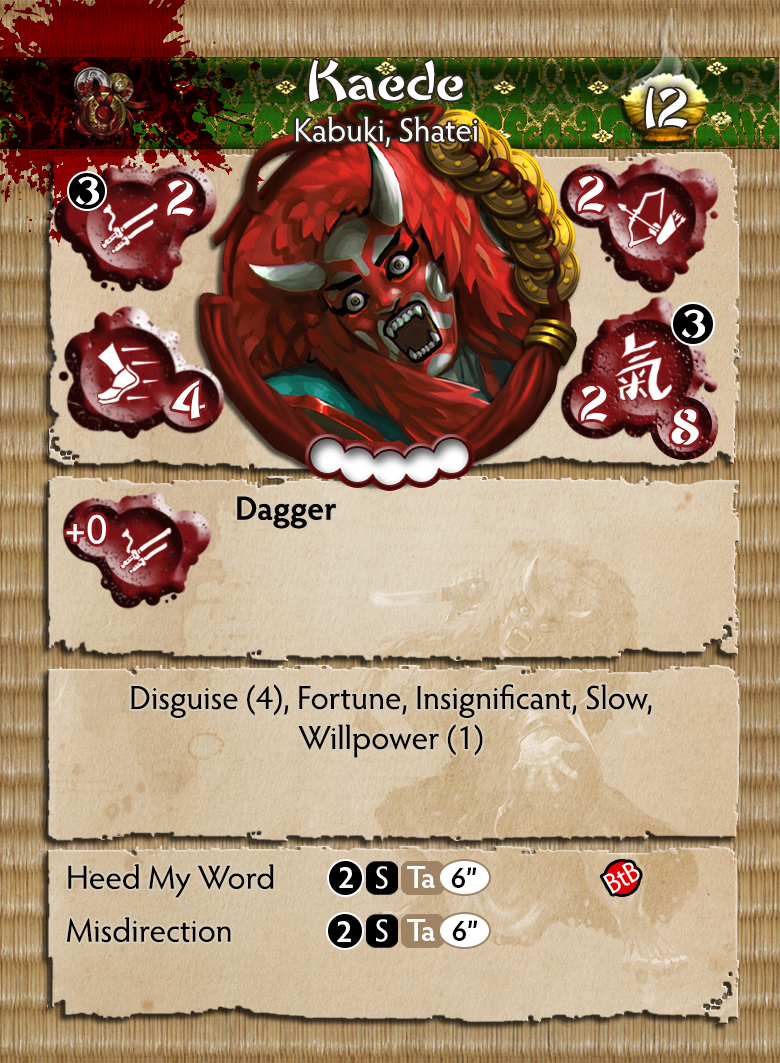 Kaede
12
Kabuki, Shatei
3 2
2
4
3
氣
2
8
+0 Dagger
Disguise (4), Fortune, Insignificant, Slow,
Willpower (1)
Heed My Word 2 S Ta 6" BtB
Misdirection 2 S Ta 6"